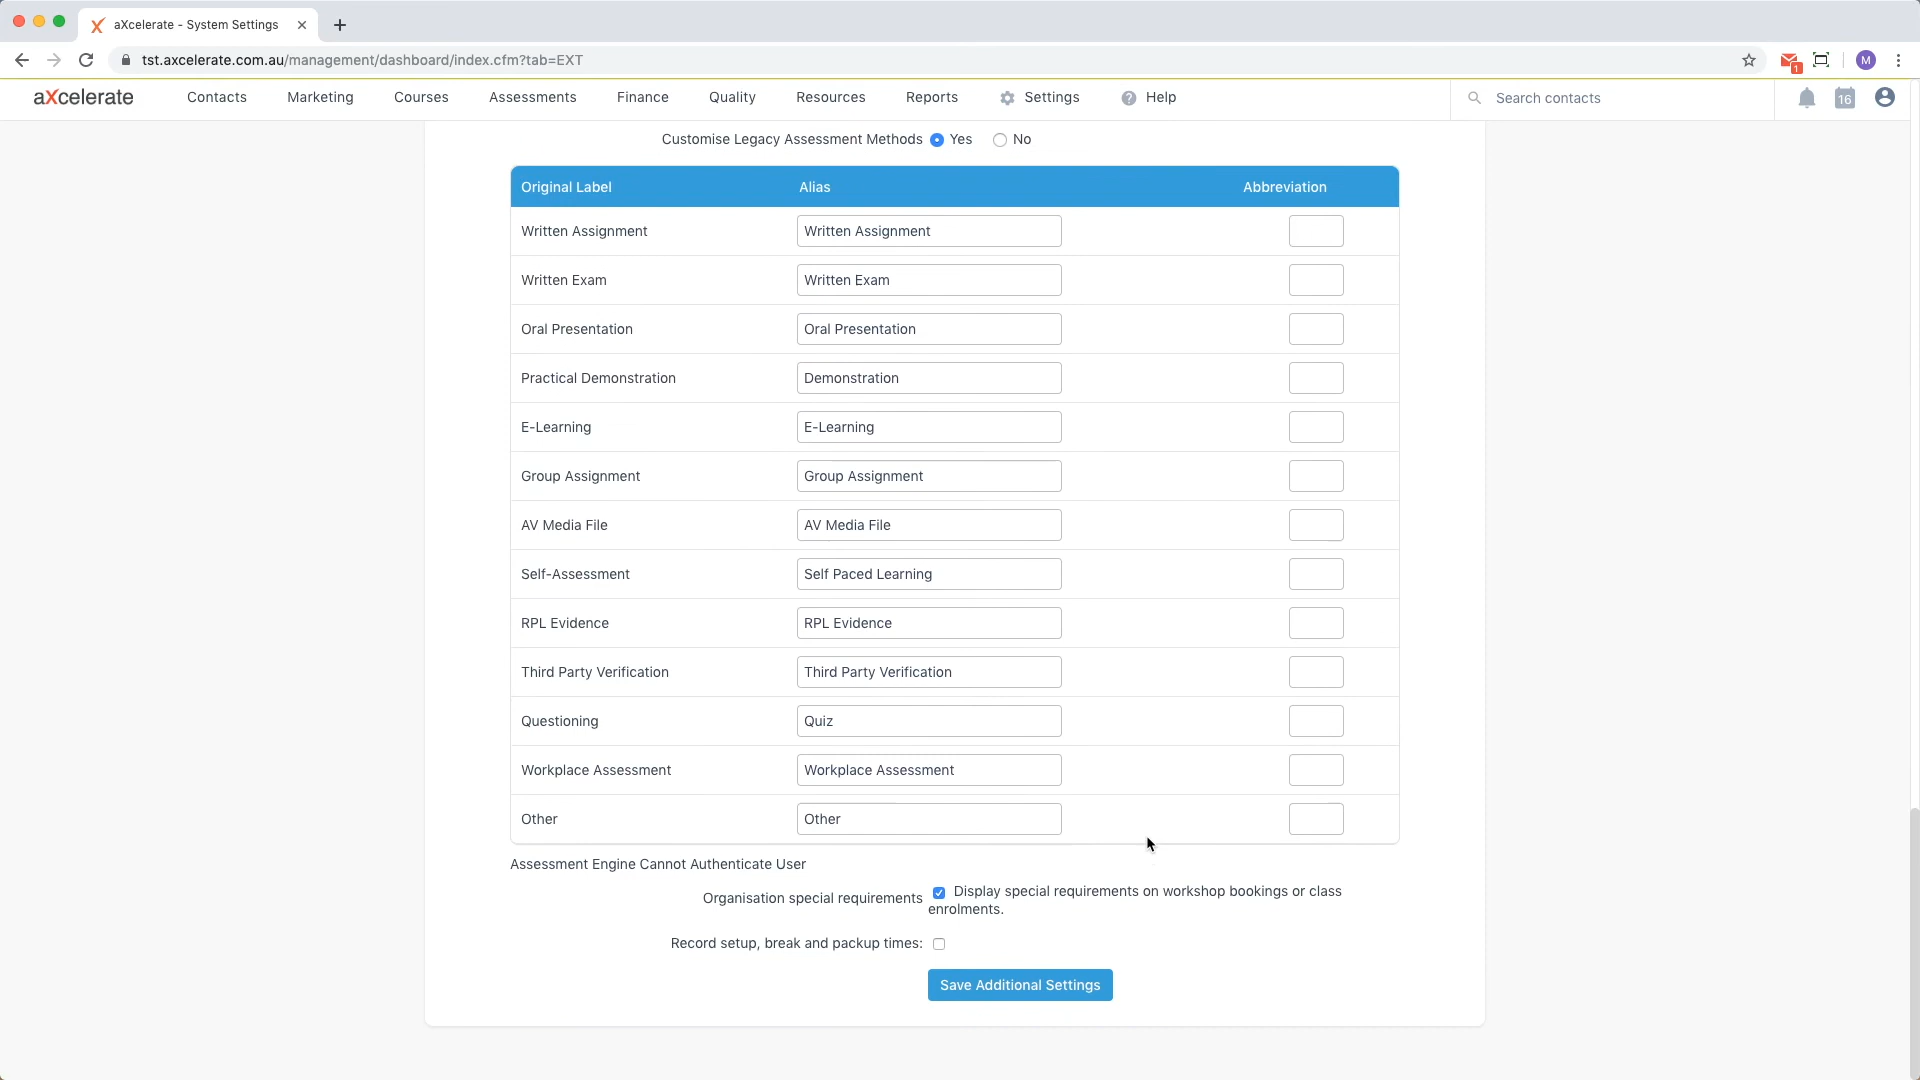 aXcelerate - System Settings
tst.axcelerate.com.au/management/dashboard/index.cfm?tab=EXT
1
M
aXcelerate Contacts Marketing Courses Assessments Finance Quality Resources Reports Settings Help Search contacts 16
Customise Legacy Assessment Methods Yes No
Original Label Alias Abbreviation
Written Assignment Written Assignment
Written Exam Written Exam
Oral Presentation Oral Presentation
Practical Demonstration Demonstration
E-Learning E-Learning
Group Assignment Group Assignment
AV Media File AV Media File
Self-Assessment Self Paced Learning
RPL Evidence RPL Evidence
Third Party Verification Third Party Verification
Questioning Quiz
Workplace Assessment Workplace Assessment
Other Other
Assessment Engine Cannot Authenticate User
Organisation special requirements Display special requirements on workshop bookings or class
enrolments.
Record setup, break and packup times:
Save Additional Settings